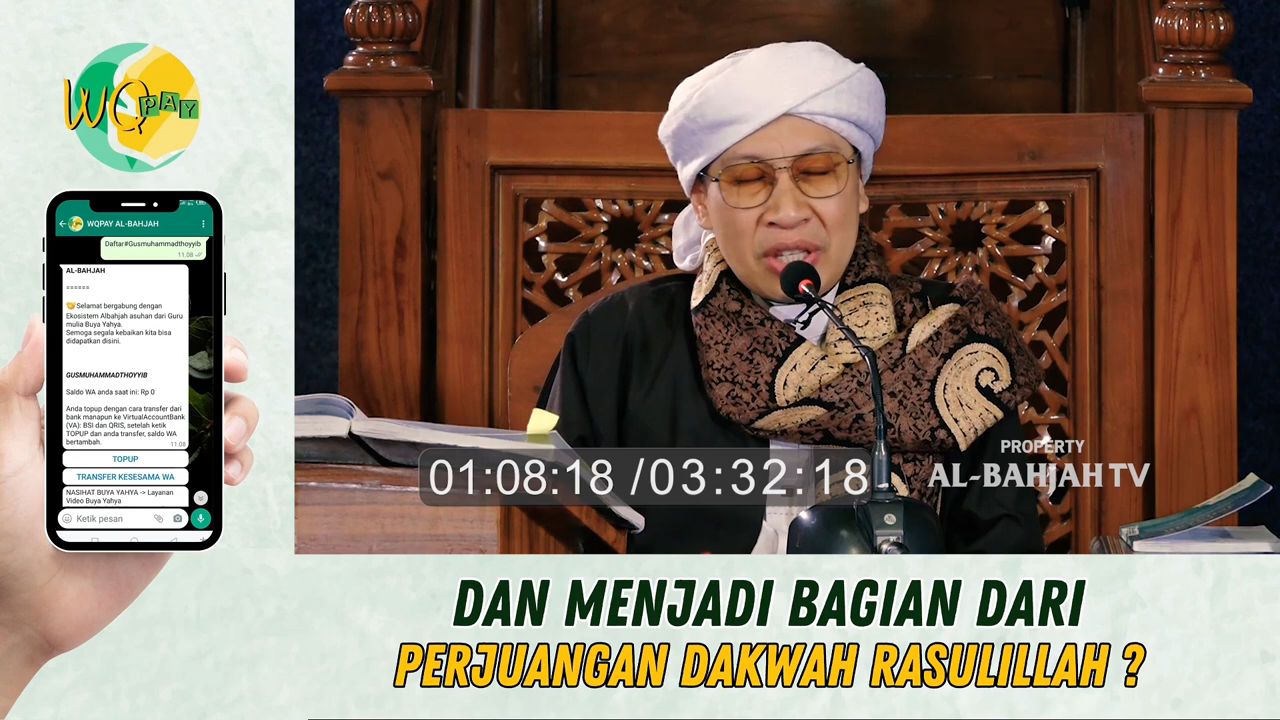 WQPAY
WQPAY AL-BAHJAH
Daftar#Gusmuhammadthoyyib
11.08
AL-BAHJAH
======
Selamat bergabung dengan
Ekosistem Albahjah asuhan dari Guru
mulia Buya Yahya.
Semoga segala kebaikan kita bisa
didapatkan disini.
GUSMUHAMMADTHOYYIB
Saldo WA anda saat ini: Rp 0
Anda topup dengan cara transfer dari
bank manapun ke VirtualAccountBank
(VA): BSI dan QRIS, setelah ketik
TOPUP dan anda transfer, saldo WA
bertambah.
11.08
TOPUP
TRANSFER KESESAMA WA
NASIHAT BUYA YAHYA -> Layanan
Video Buya Yahya
Ketik pesan
01:08:18 /03:32:18
PROPERTY
AL-BAHJAH TV
DAN MENJADI BAGIAN DARI
PERJUANGAN DAKWAH RASULILLAH ?